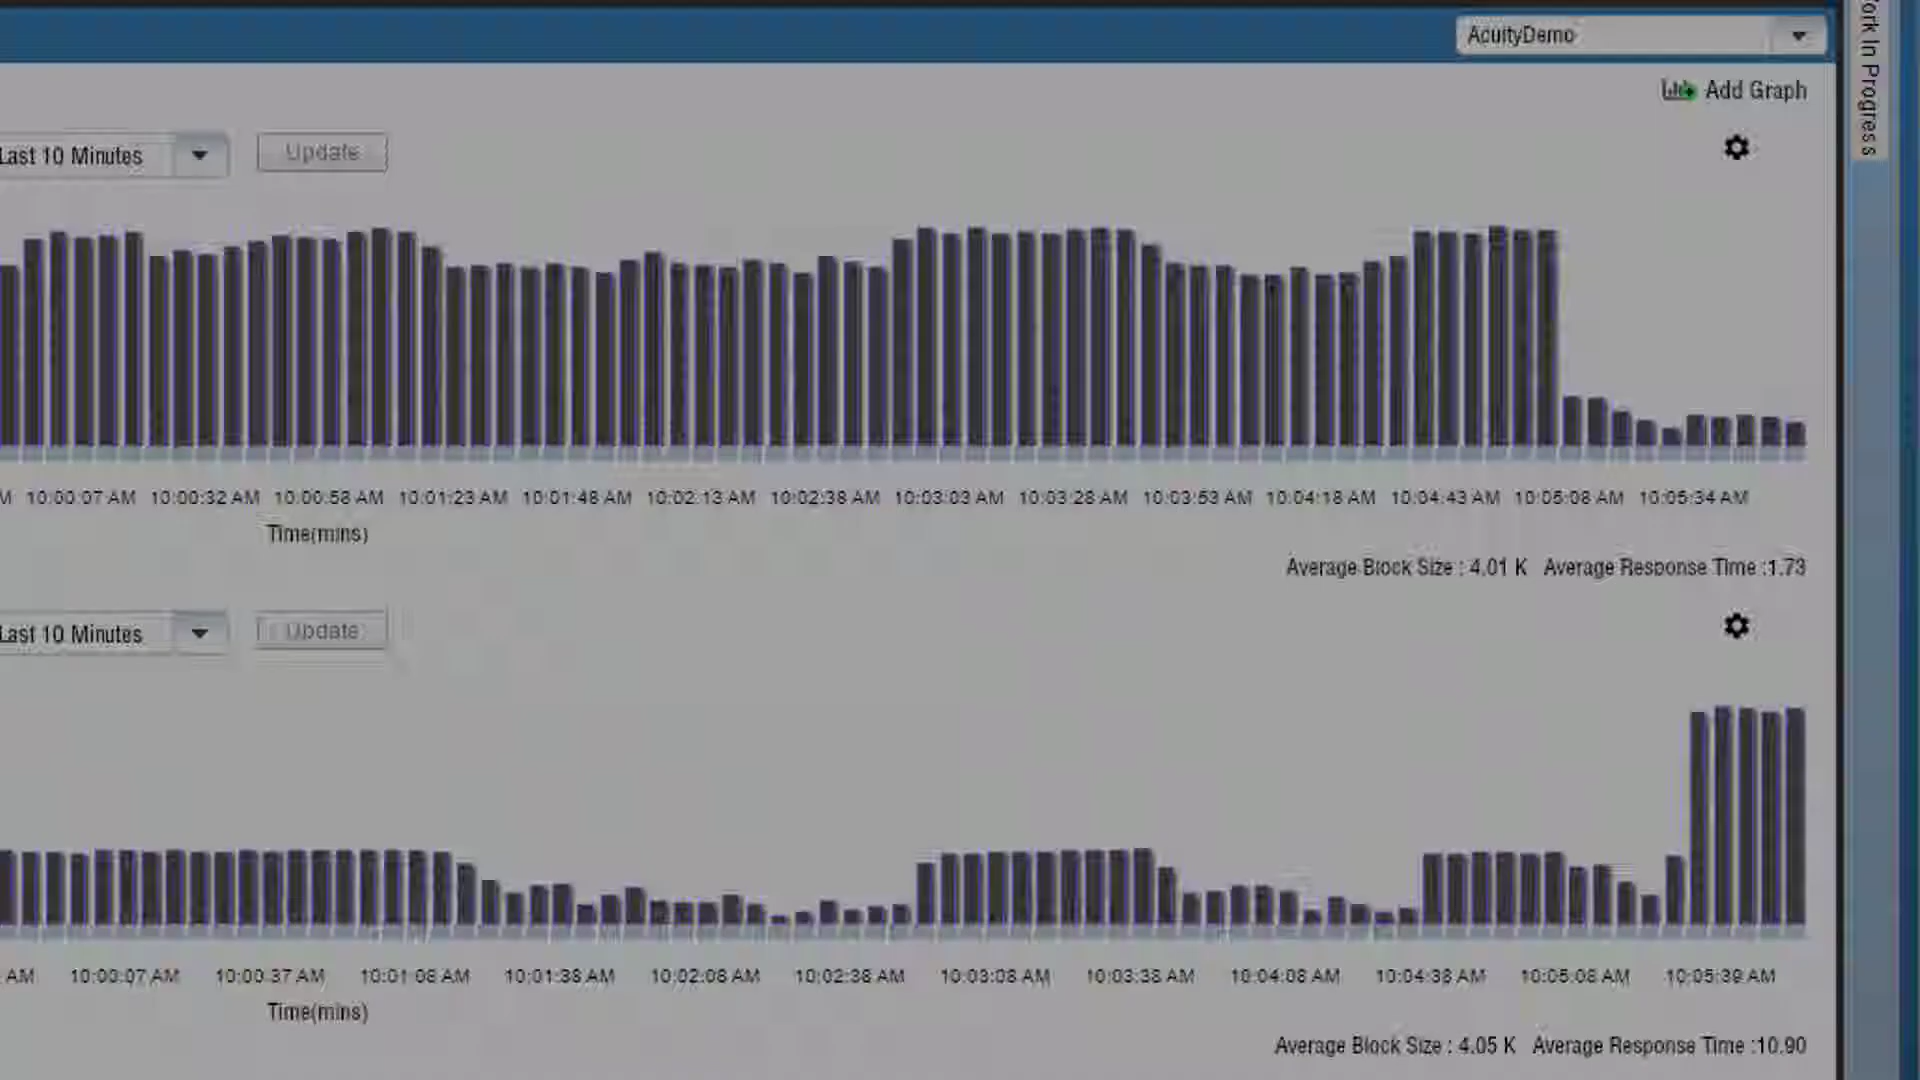 AcuityDemo
ork In Progress
Add Graph
Last 10 Minutes
Update
M 10:00:07 AM 10:00:32 AM 10:00:58 AM 10:01:23 AM 10:01:48 AM 10:02:13 AM 10:02:38 AM 10:03:03 AM 10:03:28 AM 10:03:53 AM 10:04:18 AM 10:04:43 AM 10:05:08 AM 10:05:34 AM
Time(mins)
Average Block Size : 4.01 K Average Response Time :1.73
Last 10 Minutes
Update
AM 10:00:07 AM 10:00:37 AM 10:01:08 AM 10:01:38 AM 10:02:08 AM 10:02:38 AM 10:03:08 AM 10:03:38 AM 10:04:08 AM 10:04:38 AM 10:05:08 AM 10:05:39 AM
Time(mins)
Average Block Size : 4.05 K Average Response Time :10.90